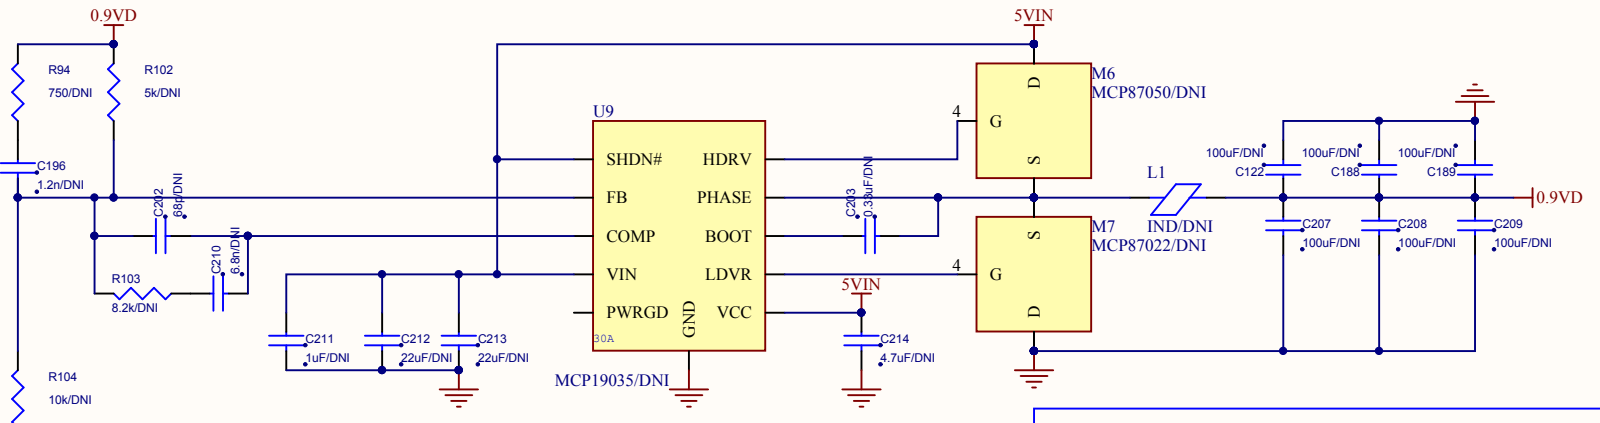 0.9VD
R94
750/DNI
R102
5k/DNI
C196
1.2n/DNI
C202
68p/DNI
C210
6.8n/DNI
R103
8.2k/DNI
R104
10k/DNI
C211
1uF/DNI
C212
22uF/DNI
C213
22uF/DNI
U9
SHDN#
FB
COMP
VIN
PWRGD
GND
HDRV
PHASE
BOOT
LDVR
VCC
30A
MCP19035/DNI
C203
0.33uF/DNI
5VIN
C214
4.7uF/DNI
5VIN
M6
MCP87050/DNI
D
4
G
S
M7
MCP87022/DNI
S
4
G
D
L1
IND/DNI
100uF/DNI
C122
100uF/DNI
C188
100uF/DNI
C189
0.9VD
C207
100uF/DNI
C208
100uF/DNI
C209
100uF/DNI